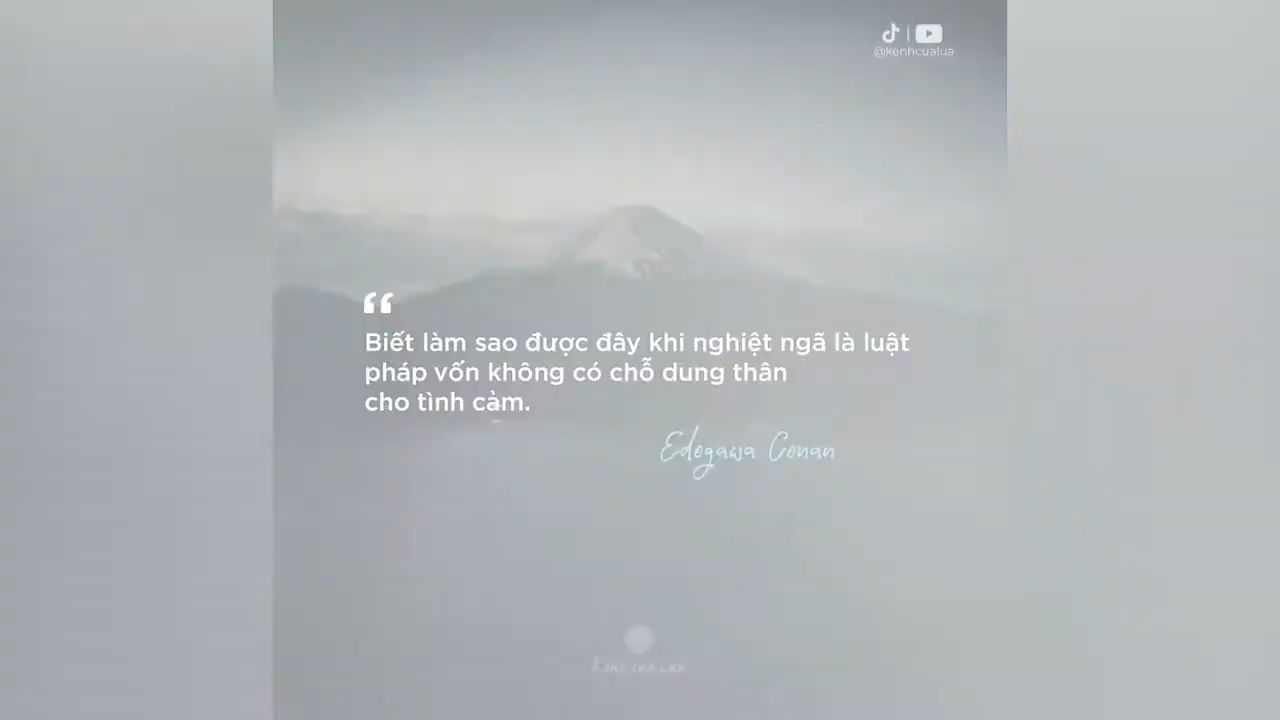 @kenhcualua
“
Biết làm sao được đây khi nghiệt ngã là luật
pháp vốn không có chỗ dung thân
cho tình cảm.
Edogawa Conan